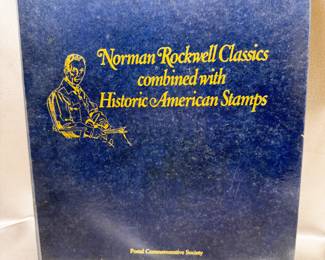 Norman Rockwell Classics
combined with
Historic American Stamps
Postal Commemorative Society